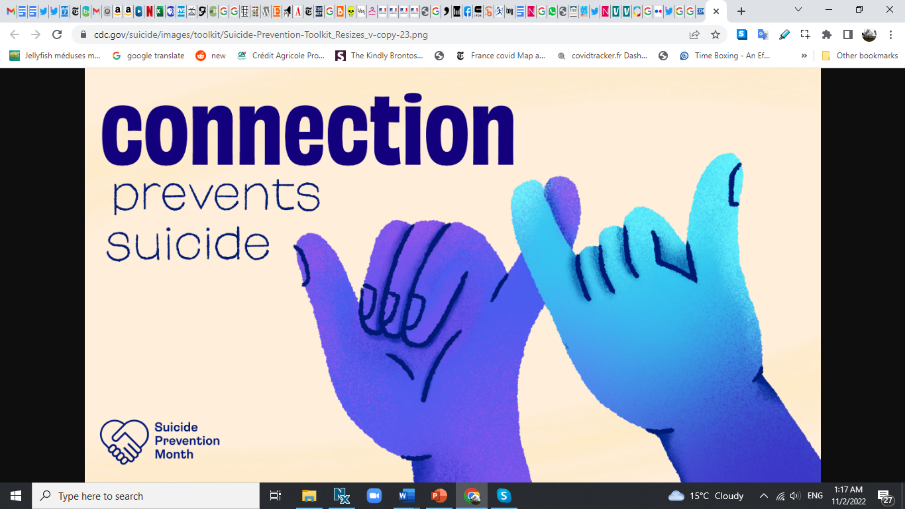 cdc.gov/suicide/images/toolkit/Suicide-Prevention-Toolkit_Resizes_v-copy-23.png
Jellyfish méduses m... google translate new Crédit Agricole Pro... The Kindly Brontos... France covid Map a... covidtracker.fr Dash... Time Boxing - An Ef... » Other bookmarks
connection
prevents
suicide
Suicide
Prevention
Month
Type here to search
15°C Cloudy
ENG
1:17 AM
11/2/2022
27